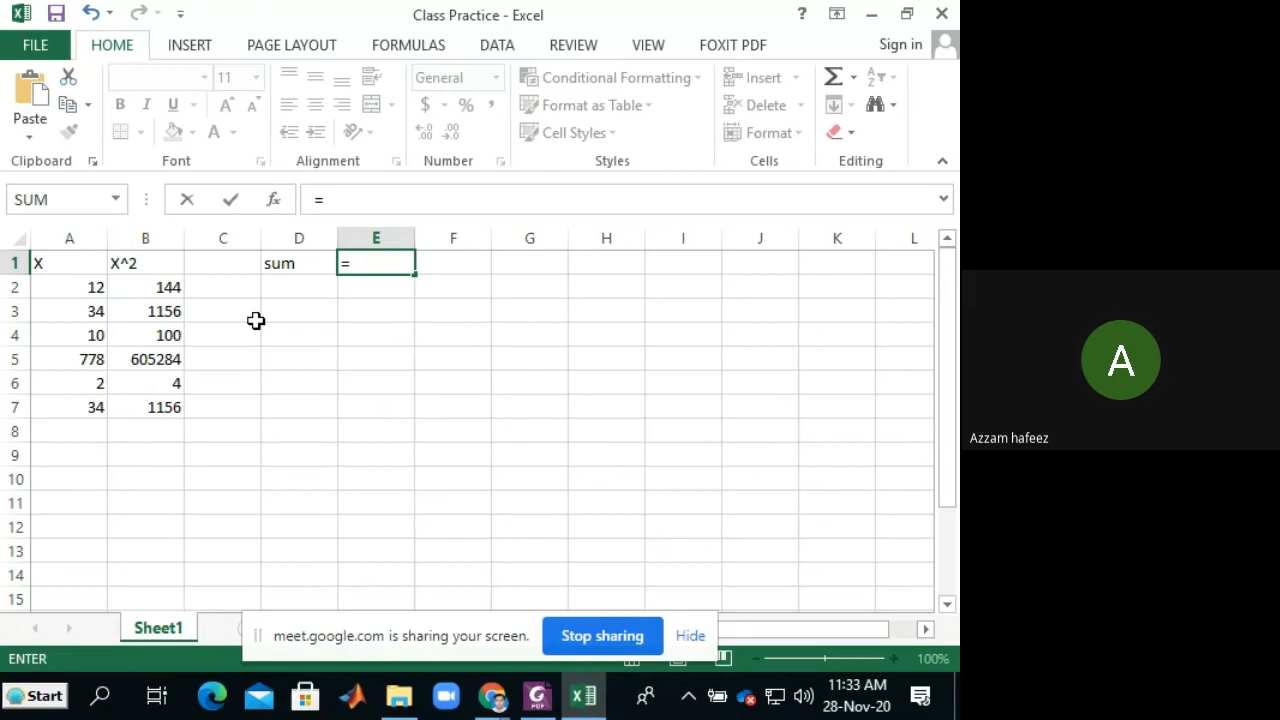 Class Practice - Excel
?
FILE
HOME
INSERT
PAGE LAYOUT
FORMULAS
DATA
REVIEW
VIEW
FOXIT PDF
Sign in
Paste
11
B I U A A
A
General
$ % ,
Conditional Formatting
Format as Table
Cell Styles
Insert
Delete
Format
Σ
Clipboard
Font
Alignment
Number
Styles
Cells
Editing
SUM
fx
=
A B C D E F G H I J K L
1 X X^2 sum =
2 12 144
3 34 1156
4 10 100
5 778 605284
6 2 4
7 34 1156
8
9
10
11
12
13
14
15
Sheet1
meet.google.com is sharing your screen.
Stop sharing
Hide
ENTER
100%
Start
11:33 AM
28-Nov-20
A
Azzam hafeez